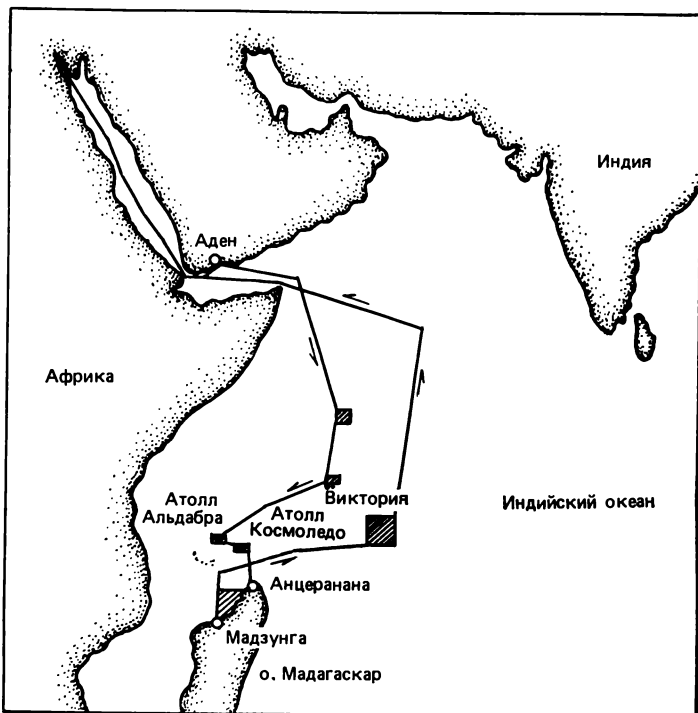 Индия
Аден
Африка
Атолл
Альдабра
Виктория
Атолл
Космоледо
Индийский океан
Анцеранана
Мадзунга
о. Мадагаскар